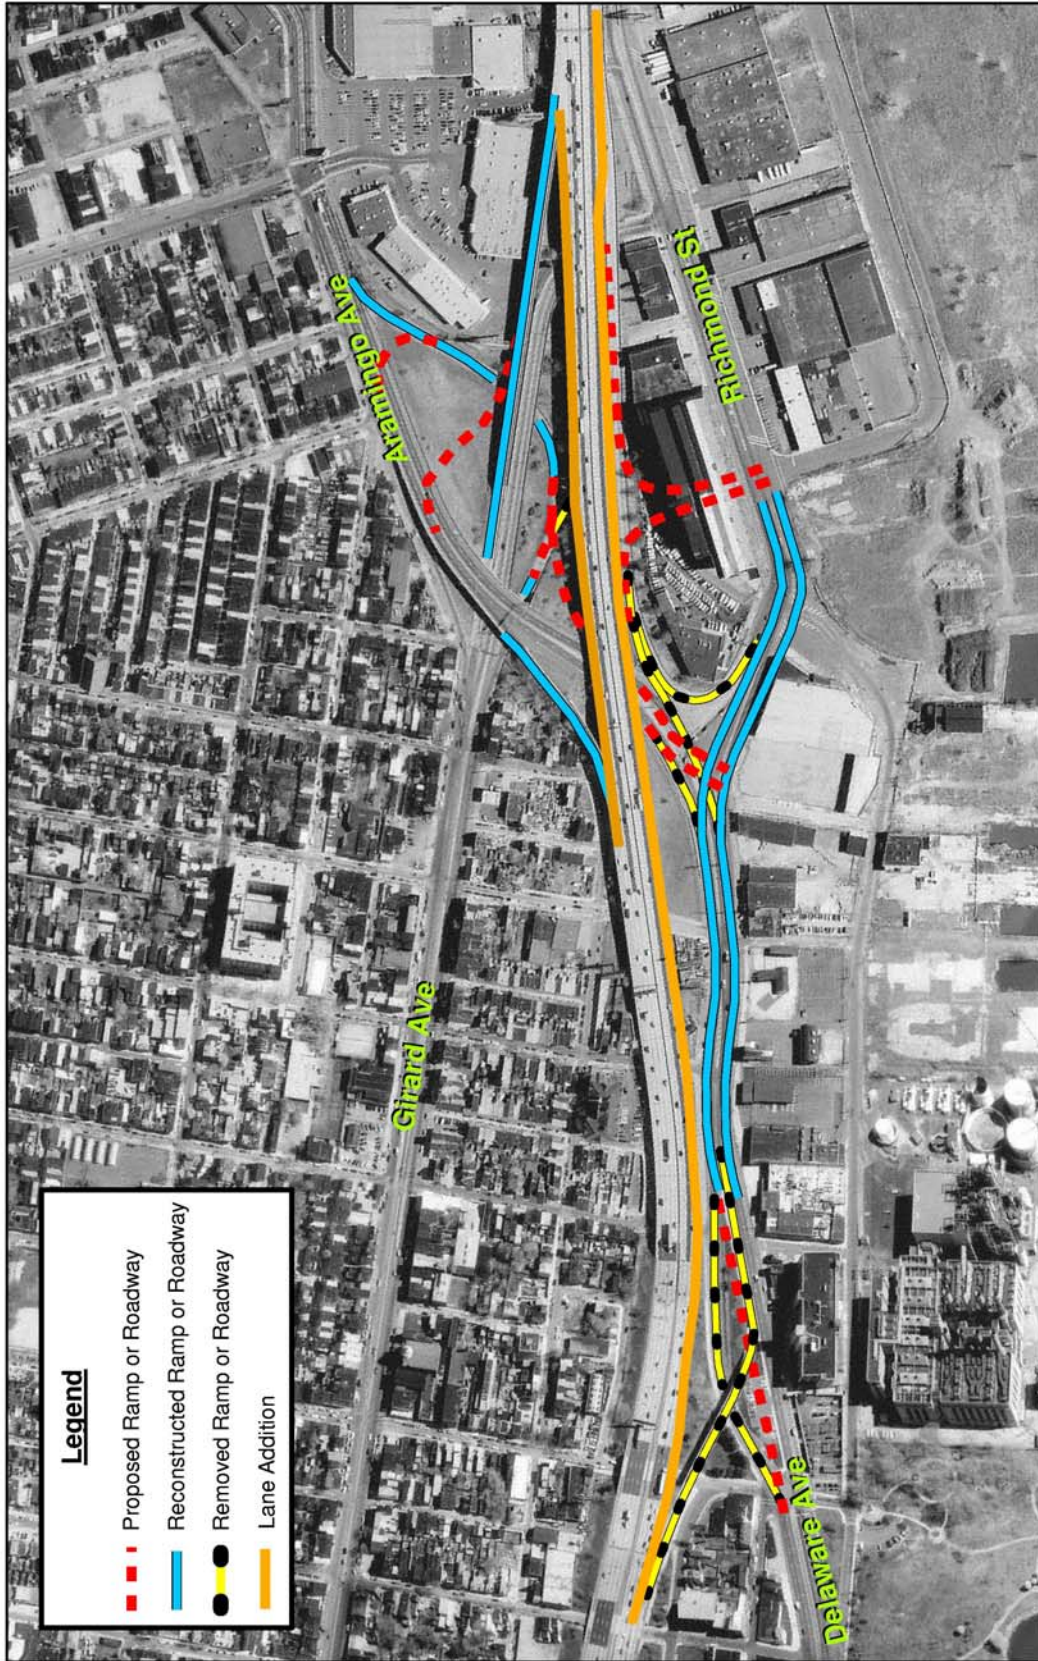 Legend
Proposed Ramp or Roadway
Reconstructed Ramp or Roadway
Removed Ramp or Roadway
Lane Addition
Girard Ave
Aramingo Ave
Delaware Ave
Richmond St